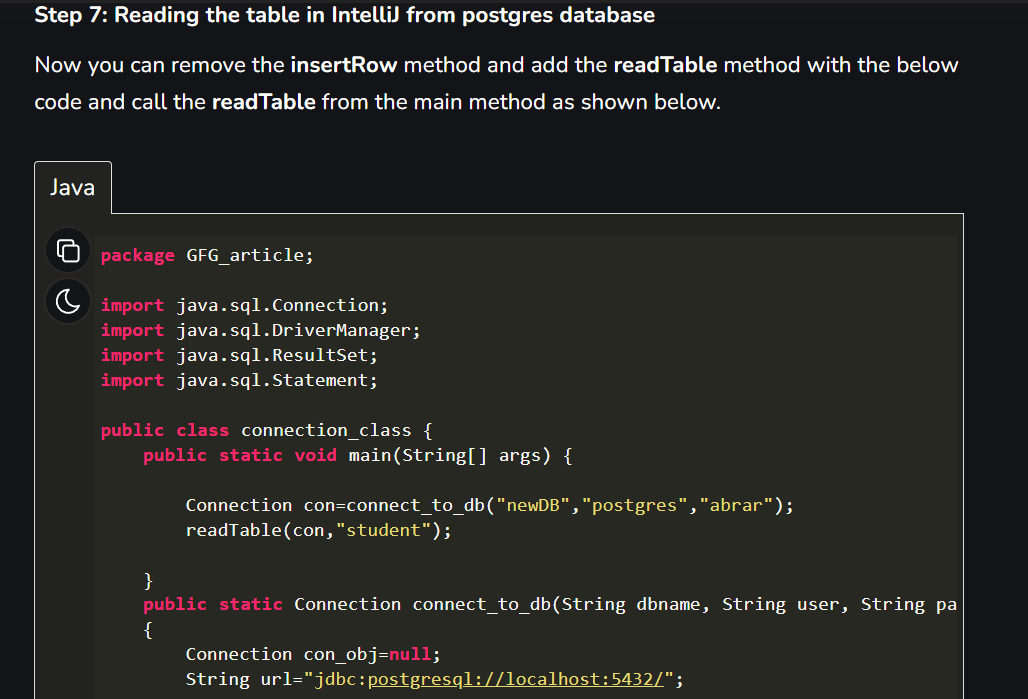 Step 7: Reading the table in IntelliJ from postgres database
Now you can remove the insertRow method and add the readTable method with the below
code and call the readTable from the main method as shown below.
Java
package GFG_article;
import java.sql.Connection;
import java.sql.DriverManager;
import java.sql.ResultSet;
import java.sql.Statement;
public class connection_class {
    public static void main(String[] args) {
        Connection con=connect_to_db("newDB","postgres","abrar");
        readTable(con,"student");
    }
    public static Connection connect_to_db(String dbname, String user, String pa
    {
        Connection con_obj=null;
        String url="jdbc:postgresql://localhost:5432/";